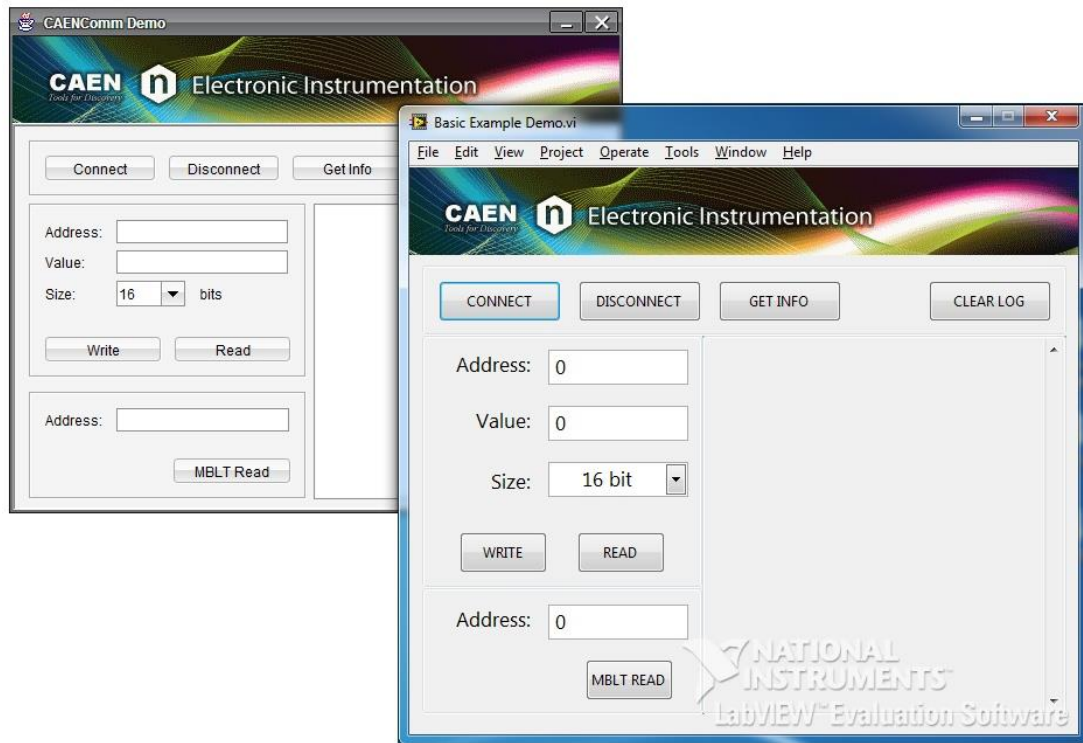 CAENComm Demo
CAEN n Electronic Instrumentation
Tools for Discovery
Connect Disconnect Get Info
Address:
Value:
Size: 16 bits
Write Read
Address:
MBLT Read
Basic Example Demo.vi
File Edit View Project Operate Tools Window Help
CAEN n Electronic Instrumentation
Tools for Discovery
CONNECT DISCONNECT GET INFO CLEAR LOG
Address: 0
Value: 0
Size: 16 bit
WRITE READ
Address: 0
MBLT READ
NATIONAL
INSTRUMENTS™
LabVIEW™ Evaluation Software